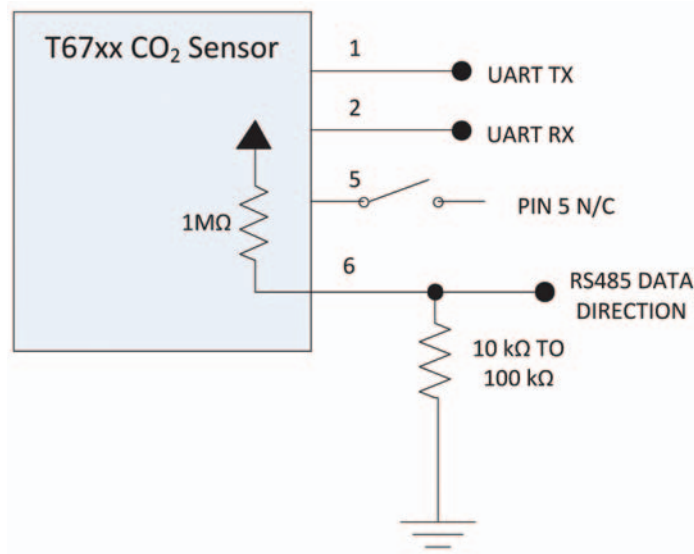 T67xx CO₂ Sensor
1
UART TX
2
UART RX
5
PIN 5 N/C
1MΩ
6
RS485 DATA
DIRECTION
10 kΩ TO
100 kΩ